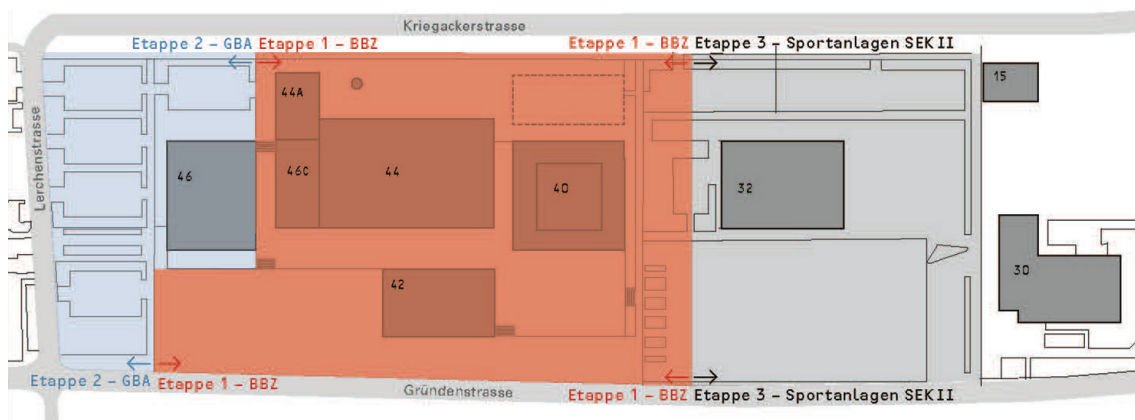 Kriegackerstrasse
Etappe 2 – GBA
Etappe 1 – BBZ
Etappe 1 – BBZ
Etappe 3 – Sportanlagen SEK II
15
44A
Lerchenstrasse
46
46C
44
40
32
30
42
Etappe 2 – GBA
Etappe 1 – BBZ
Gründenstrasse
Etappe 1 – BBZ
Etappe 3 – Sportanlagen SEK II